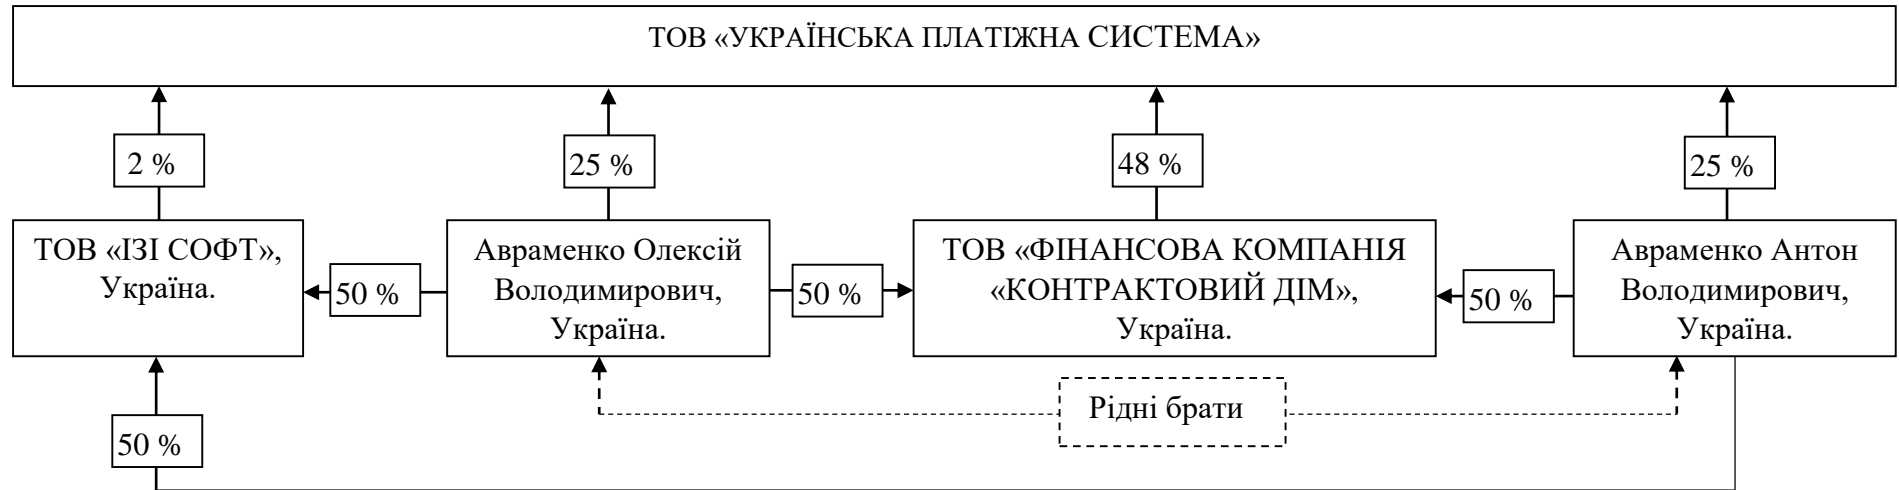 ТОВ «УКРАЇНСЬКА ПЛАТІЖНА СИСТЕМА»
2 %
25 %
48 %
25 %
ТОВ «ІЗІ СОФТ»,
Україна.
50 %
Авраменко Олексій
Володимирович,
Україна.
50 %
ТОВ «ФІНАНСОВА КОМПАНІЯ
«КОНТРАКТОВИЙ ДІМ»,
Україна.
50 %
Авраменко Антон
Володимирович,
Україна.
Рідні брати
50 %